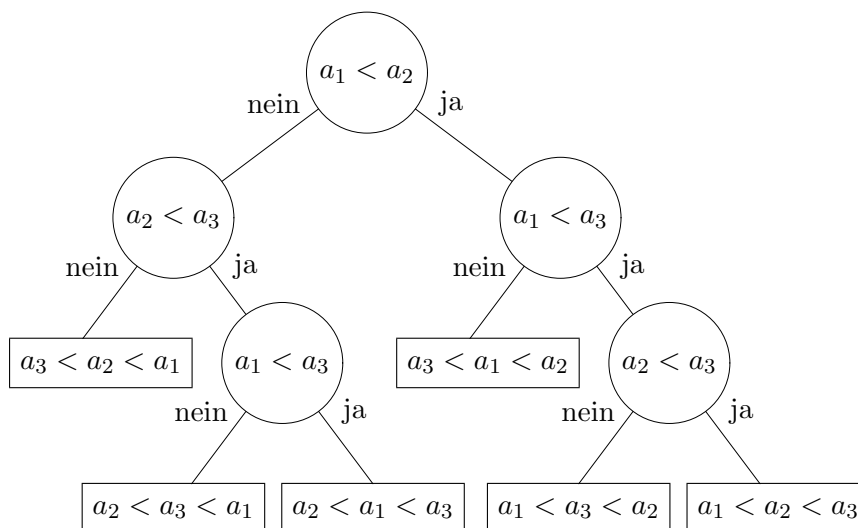 a₁ < a₂
nein ja
a₂ < a₃ a₁ < a₃
nein ja nein ja
a₃ < a₂ < a₁ a₁ < a₃ a₃ < a₁ < a₂ a₂ < a₃
nein ja nein ja
a₂ < a₃ < a₁ a₂ < a₁ < a₃ a₁ < a₃ < a₂ a₁ < a₂ < a₃